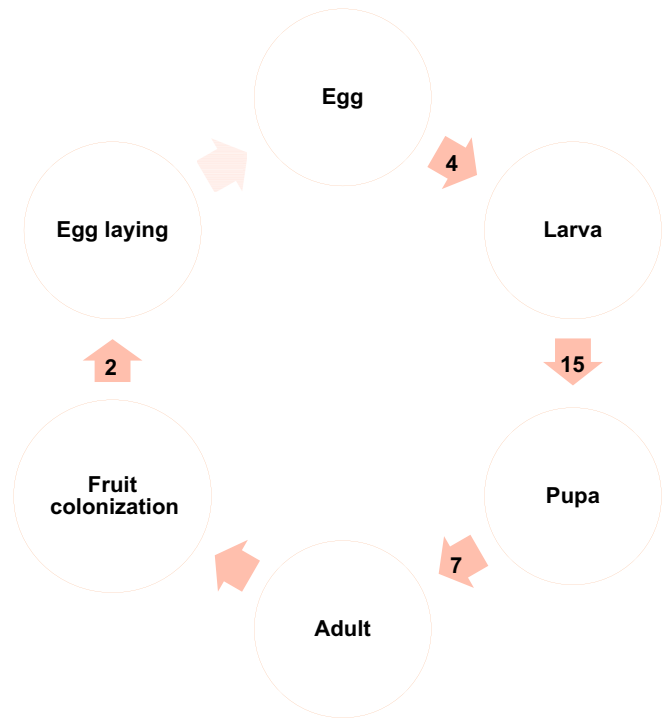 Egg
4
Larva
15
Pupa
7
Adult
Fruit
colonization
2
Egg laying